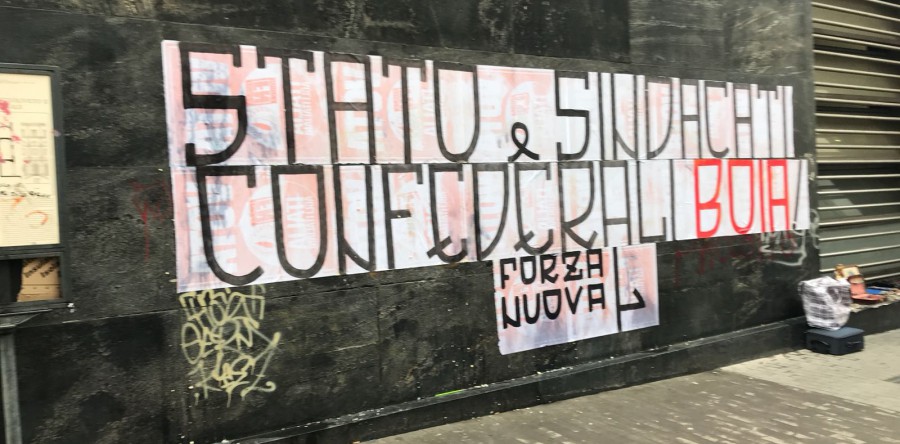 STATO e SINDACATI
CONFEDERALI BOIA!
FORZA
NUOVA